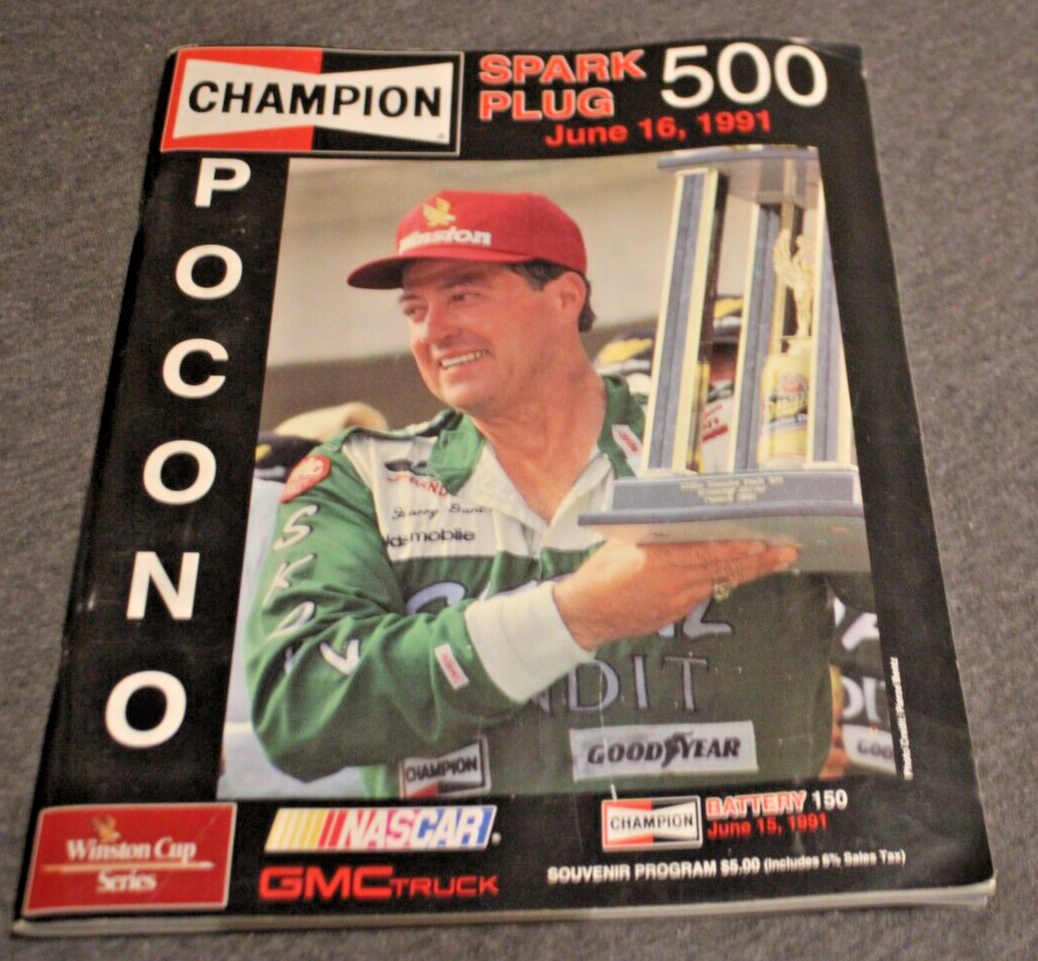 CHAMPION
SPARK
PLUG
500
June 16, 1991
POCONO
Winston
SKOAL
Oldsmobile
DIT
GOODYEAR
CHAMPION
Winston Cup
Series
NASCAR
GMC TRUCK
CHAMPION
BATTERY 150
June 15, 1991
SOUVENIR PROGRAM $5.00 (Includes 6% Sales Tax)